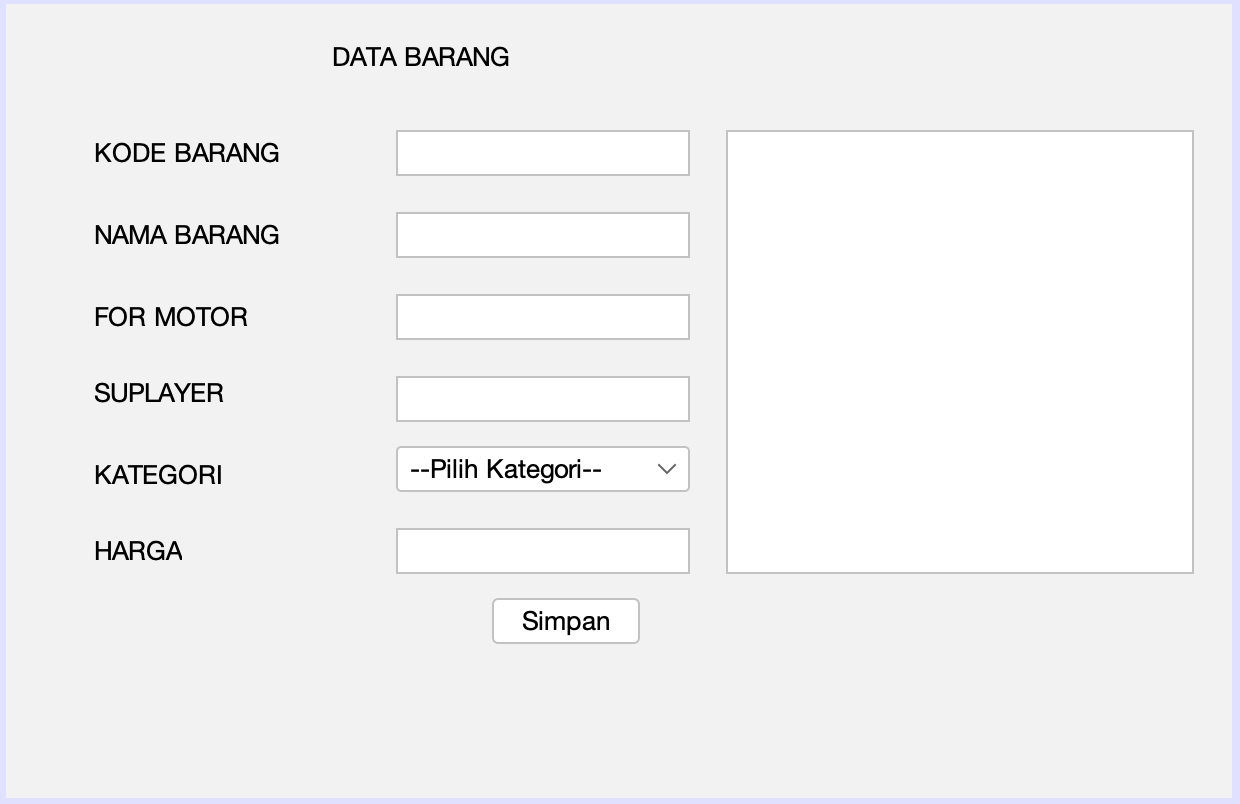 DATA BARANG
KODE BARANG
NAMA BARANG
FOR MOTOR
SUPLAYER
KATEGORI
--Pilih Kategori--
HARGA
Simpan